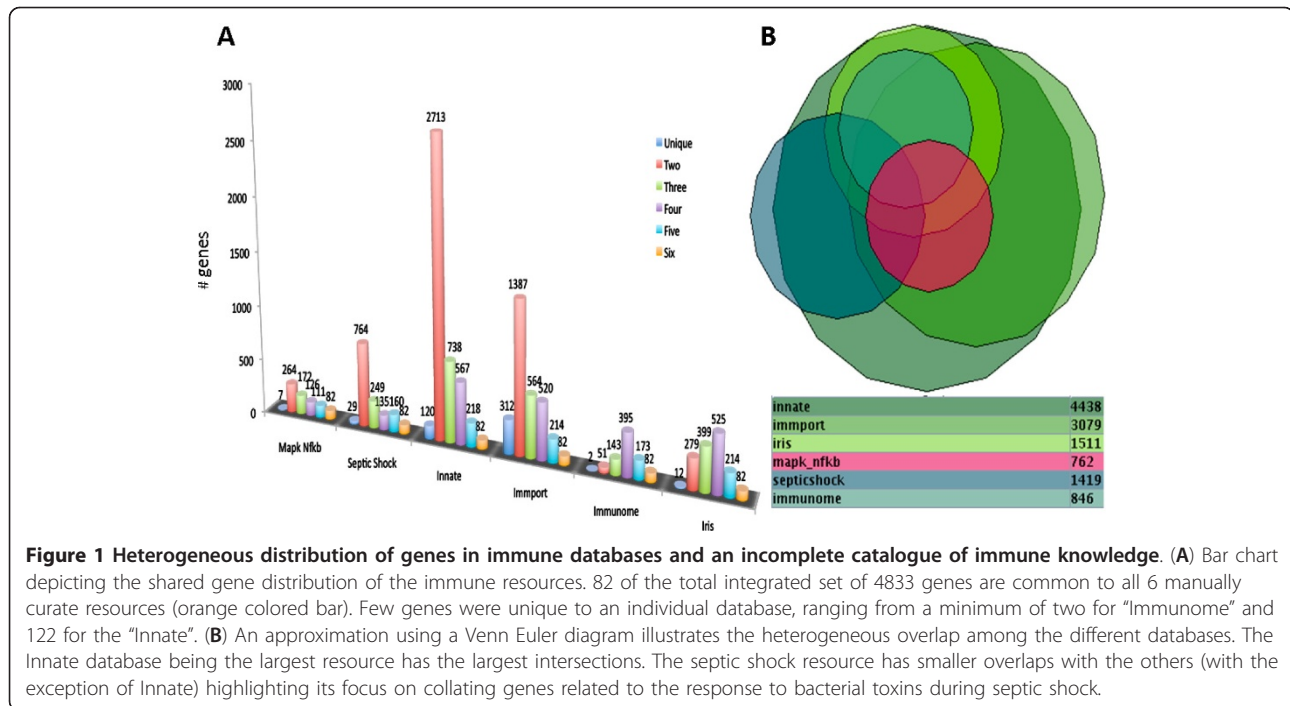 A
B
3000
2500
2000
1500
1000
500
0
# genes
Unique
Two
Three
Four
Five
Six
7
264
172
126
111
82
29
764
249
135
160
82
120
2713
738
567
218
82
312
1387
564
520
214
82
2
51
143
395
173
82
12
279
399
525
214
82
Mapk Nfkb
Septic Shock
Innate
Immport
Immunome
Iris
innate 4438
immport 3079
iris 1511
mapk_nfkb 762
septicshock 1419
immunome 846
Figure 1 Heterogeneous distribution of genes in immune databases and an incomplete catalogue of immune knowledge. (A) Bar chart
depicting the shared gene distribution of the immune resources. 82 of the total integrated set of 4833 genes are common to all 6 manually
curate resources (orange colored bar). Few genes were unique to an individual database, ranging from a minimum of two for “Immunome” and
122 for the “Innate”. (B) An approximation using a Venn Euler diagram illustrates the heterogeneous overlap among the different databases. The
Innate database being the largest resource has the largest intersections. The septic shock resource has smaller overlaps with the others (with the
exception of Innate) highlighting its focus on collating genes related to the response to bacterial toxins during septic shock.